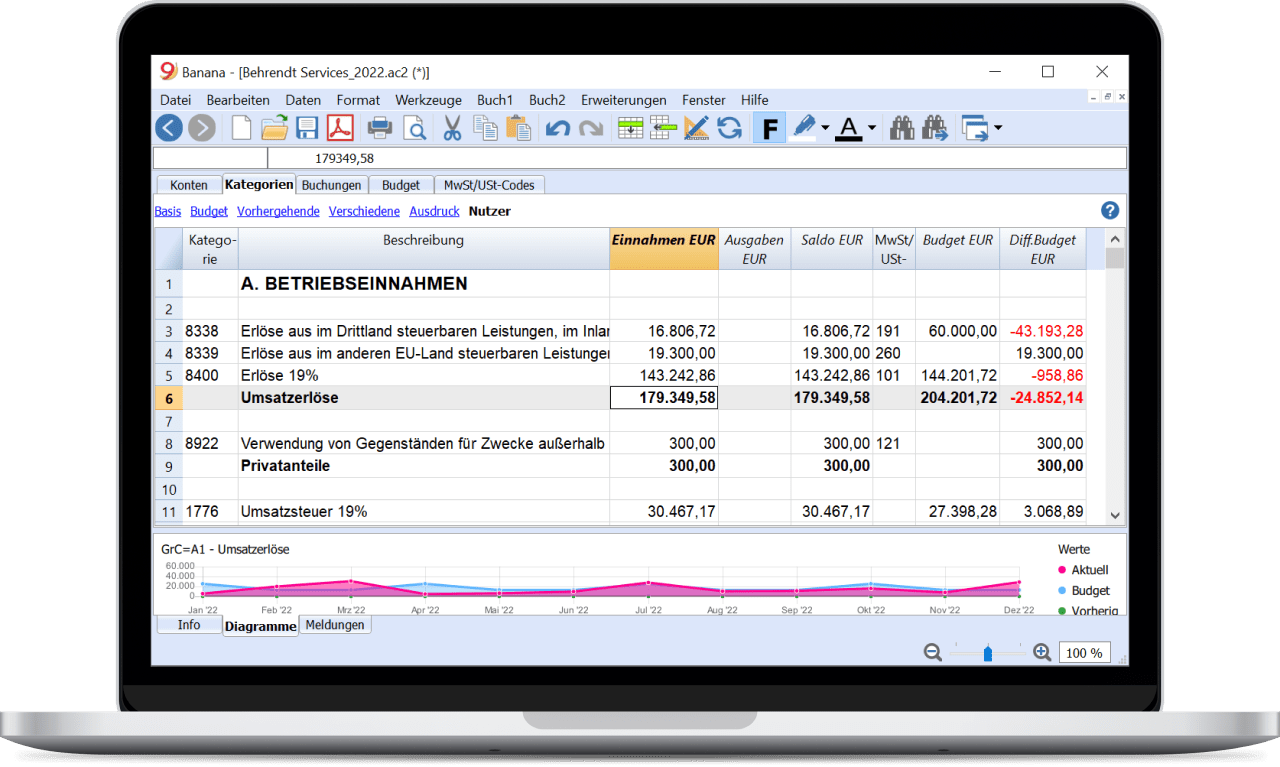 9 Banana - [Behrendt Services_2022.ac2 (*)]
Datei Bearbeiten Daten Format Werkzeuge Buch1 Buch2 Erweiterungen Fenster Hilfe
F A
179349,58
Konten Kategorien Buchungen Budget MwSt/USt-Codes
Basis Budget Vorhergehende Verschiedene Ausdruck Nutzer ?
Katego-rie Beschreibung Einnahmen EUR Ausgaben EUR Saldo EUR MwSt/USt- Budget EUR Diff.Budget EUR
1 A. BETRIEBSEINNAHMEN
2
3 8338 Erlöse aus im Drittland steuerbaren Leistungen, im Inlar 16.806,72 16.806,72 191 60.000,00 -43.193,28
4 8339 Erlöse aus im anderen EU-Land steuerbaren Leistunger 19.300,00 19.300,00 260 19.300,00
5 8400 Erlöse 19% 143.242,86 143.242,86 101 144.201,72 -958,86
6 Umsatzerlöse 179.349,58 179.349,58 204.201,72 -24.852,14
7
8 8922 Verwendung von Gegenständen für Zwecke außerhalb 300,00 300,00 121 300,00
9 Privatanteile 300,00 300,00 300,00
10
11 1776 Umsatzsteuer 19% 30.467,17 30.467,17 27.398,28 3.068,89
GrC=A1 - Umsatzerlöse
60.000
40.000
20.000
0
Jan '22 Feb '22 Mrz '22 Apr '22 Mai '22 Jun '22 Jul '22 Aug '22 Sep '22 Okt '22 Nov '22 Dez '22
Werte
Aktuell
Budget
Vorherig
Info Diagramme Meldungen
100 %